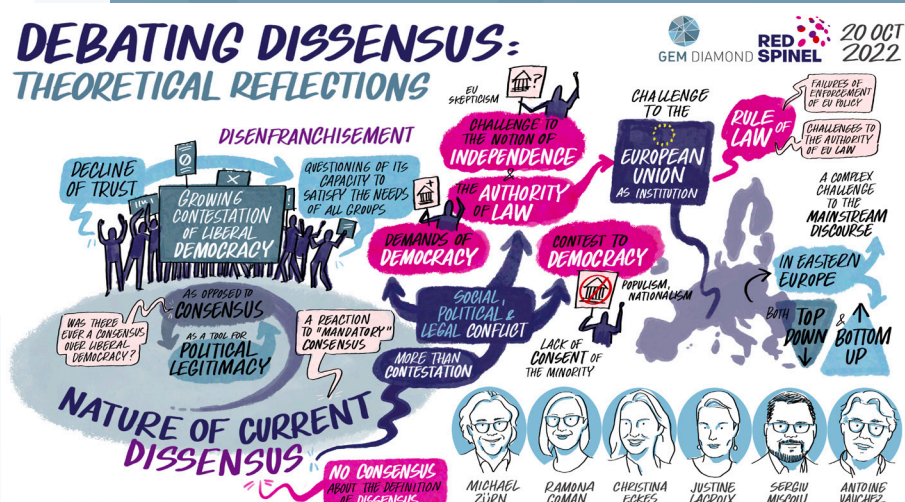 DEBATING DISSENSUS:
THEORETICAL REFLECTIONS
GEM DIAMOND
RED
SPINEL
20 OCT
2022
DISENFRANCHISEMENT
DECLINE
OF TRUST
GROWING
CONTESTATION
OF LIBERAL
DEMOCRACY
QUESTIONING OF ITS
CAPACITY TO
SATISFY THE NEEDS
OF ALL GROUPS
EU
SKEPTICISM
?
CHALLENGE TO
THE NOTION OF
INDEPENDENCE
&
THE AUTHORITY
OF LAW
DEMANDS OF
DEMOCRACY
CONTEST TO
DEMOCRACY
POPULISM,
NATIONALISM
LACK OF
CONSENT OF
THE MINORITY
CHALLENGE
TO THE
EUROPEAN
UNION
AS INSTITUTION
RULE
OF
LAW
FAILURES OF
ENFORCEMENT
OF EU POLICY
CHALLENGES TO
THE AUTHORITY
OF EU LAW
A COMPLEX
CHALLENGE
TO THE
MAINSTREAM
DISCOURSE
IN EASTERN
EUROPE
BOTH
TOP
DOWN
&
BOTTOM
UP
SOCIAL,
POLITICAL &
LEGAL CONFLICT
MORE THAN
CONTESTATION
AS OPPOSED TO
CONSENSUS
AS A TOOL FOR
POLITICAL
LEGITIMACY
WAS THERE
EVER A CONSENSUS
OVER LIBERAL
DEMOCRACY?
A REACTION
TO "MANDATORY"
CONSENSUS
NATURE OF CURRENT
DISSENSUS
NO CONSENSUS
ABOUT THE DEFINITION
OF DISSENSUS
MICHAEL
ZÜRN
RAMONA
COMAN
CHRISTINA
ECKES
JUSTINE
LACROIX
SERGIU
MISCOIU
ANTOINE
VAUCHEZ